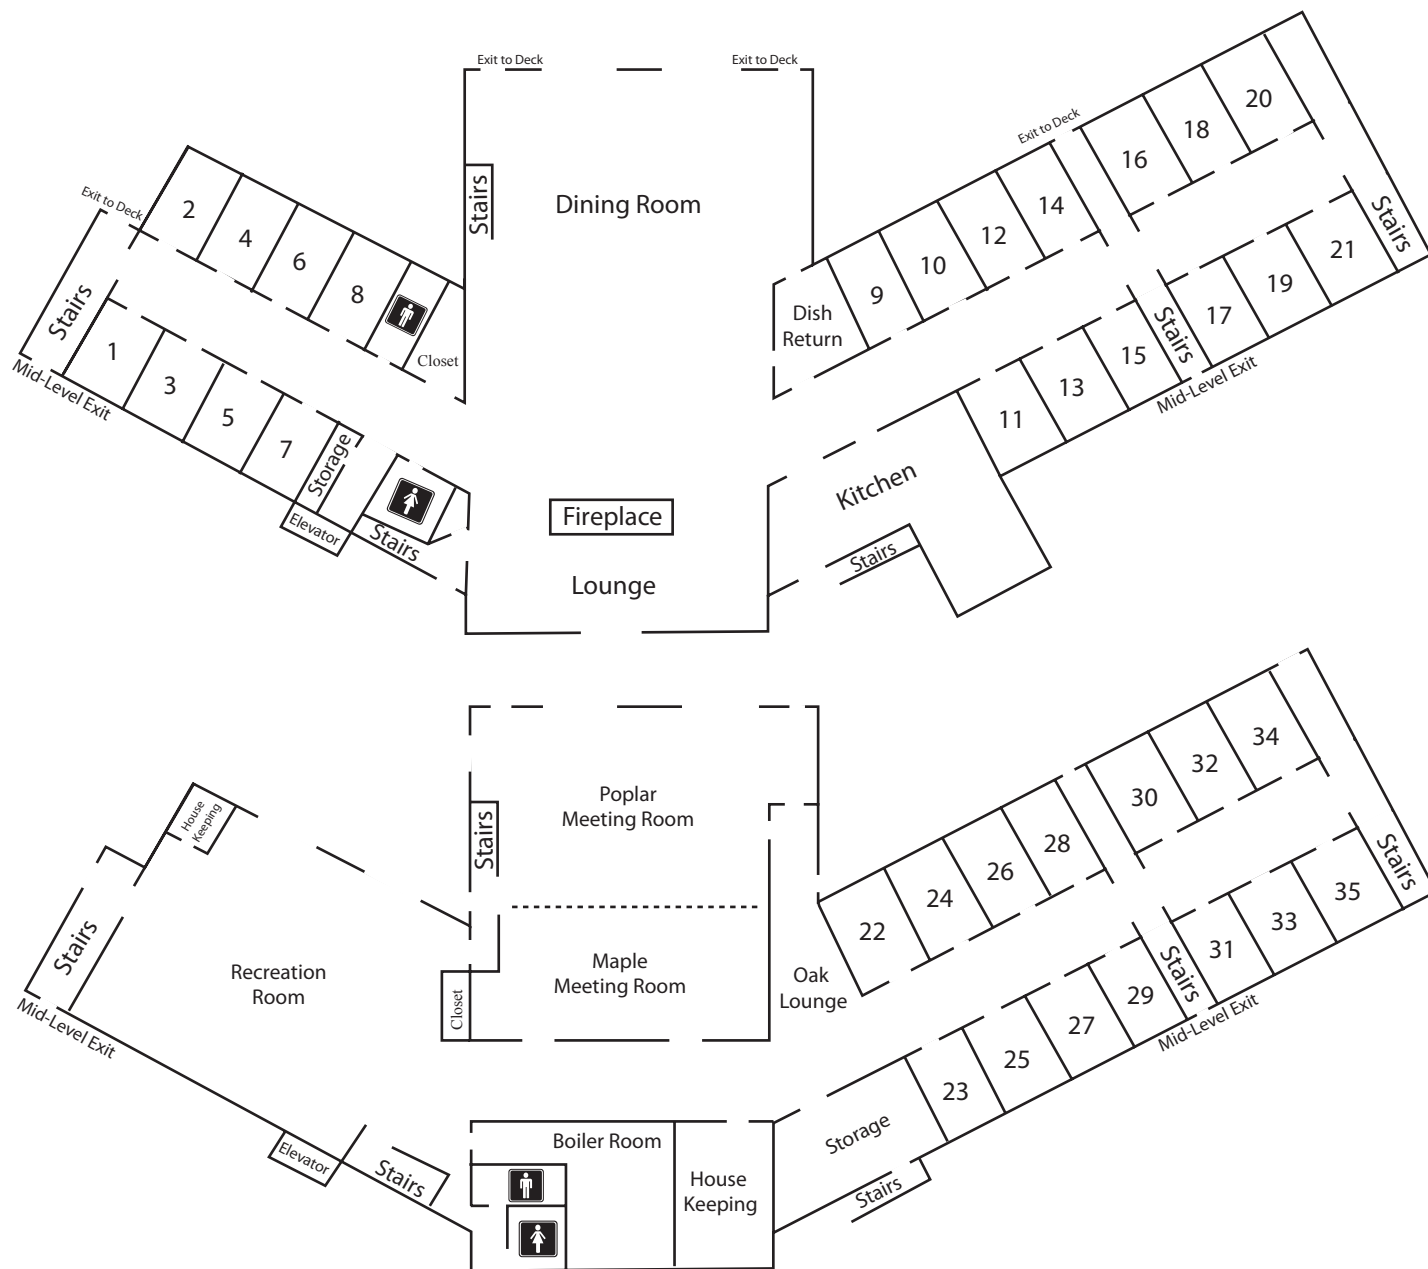 Exit to Deck
Exit to Deck
Dining Room
Stairs
Exit to Deck
2
4
6
8
Closet
Stairs
1
3
5
7
Storage
Elevator
Stairs
Mid-Level Exit
Fireplace
Lounge
Dish
Return
9
10
12
14
Exit to Deck
16
18
20
Stairs
Kitchen
Stairs
11
13
15
Stairs
17
19
21
Mid-Level Exit
Poplar
Meeting Room
Stairs
Maple
Meeting Room
Closet
House
Keeping
Stairs
Recreation
Room
Mid-Level Exit
Elevator
Stairs
Boiler Room
House
Keeping
Oak
Lounge
22
24
26
28
30
32
34
Stairs
Storage
Stairs
23
25
27
29
Stairs
31
33
35
Mid-Level Exit